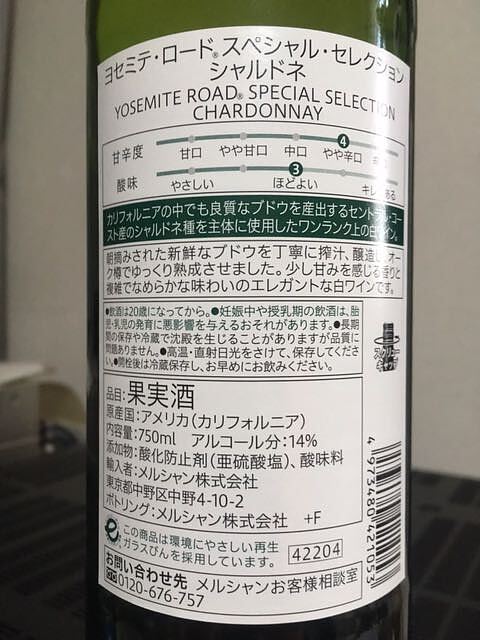 ヨセミテ・ロード® スペシャル・セレクション
シャルドネ
YOSEMITE ROAD® SPECIAL SELECTION
CHARDONNAY
甘辛度 甘口 やや甘口 中口 4 やや辛口
酸味 やさしい 3 ほどよい キレある
カリフォルニアの中でも良質なブドウを産出するセントラル・コー
スト産のシャルドネ種を主体に使用したワンランク上の白ワイン。
朝摘みされた新鮮なブドウを丁寧に搾汁、醸造し、オー
ク樽でゆっくり熟成させました。少し甘みを感じる香りと
複雑でなめらかな味わいのエレガントな白ワインです。
●飲酒は20歳になってから。●妊娠中や授乳期の飲酒は、胎
児・乳児の発育に悪影響を与えるおそれがあります。●長期
間の保存や冷蔵で沈殿を生じることがありますが品質に
問題ありません。●高温・直射日光をさけて、保存してくださ
い。●開栓後は冷蔵保存し、お早めにお飲みください。
スクリュー
キャップ
品目:果実酒
原産国:アメリカ(カリフォルニア)
内容量:750ml アルコール分:14%
添加物:酸化防止剤(亜硫酸塩)、酸味料
輸入者:メルシャン株式会社
東京都中野区中野4-10-2
ボトリング:メルシャン株式会社 +F
この商品は環境にやさしい再生
ガラスびんを採用しています。
42204
4973480421053
お問い合わせ先 メルシャンお客様相談室
0120-676-757